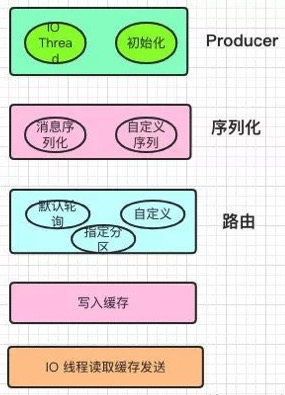 IO
Threa
d
初始化
Producer
消息序
列化
自定义
序列
序列化
默认轮
询
自定义
指定分
区
路由
写入缓存
IO 线程读取缓存发送